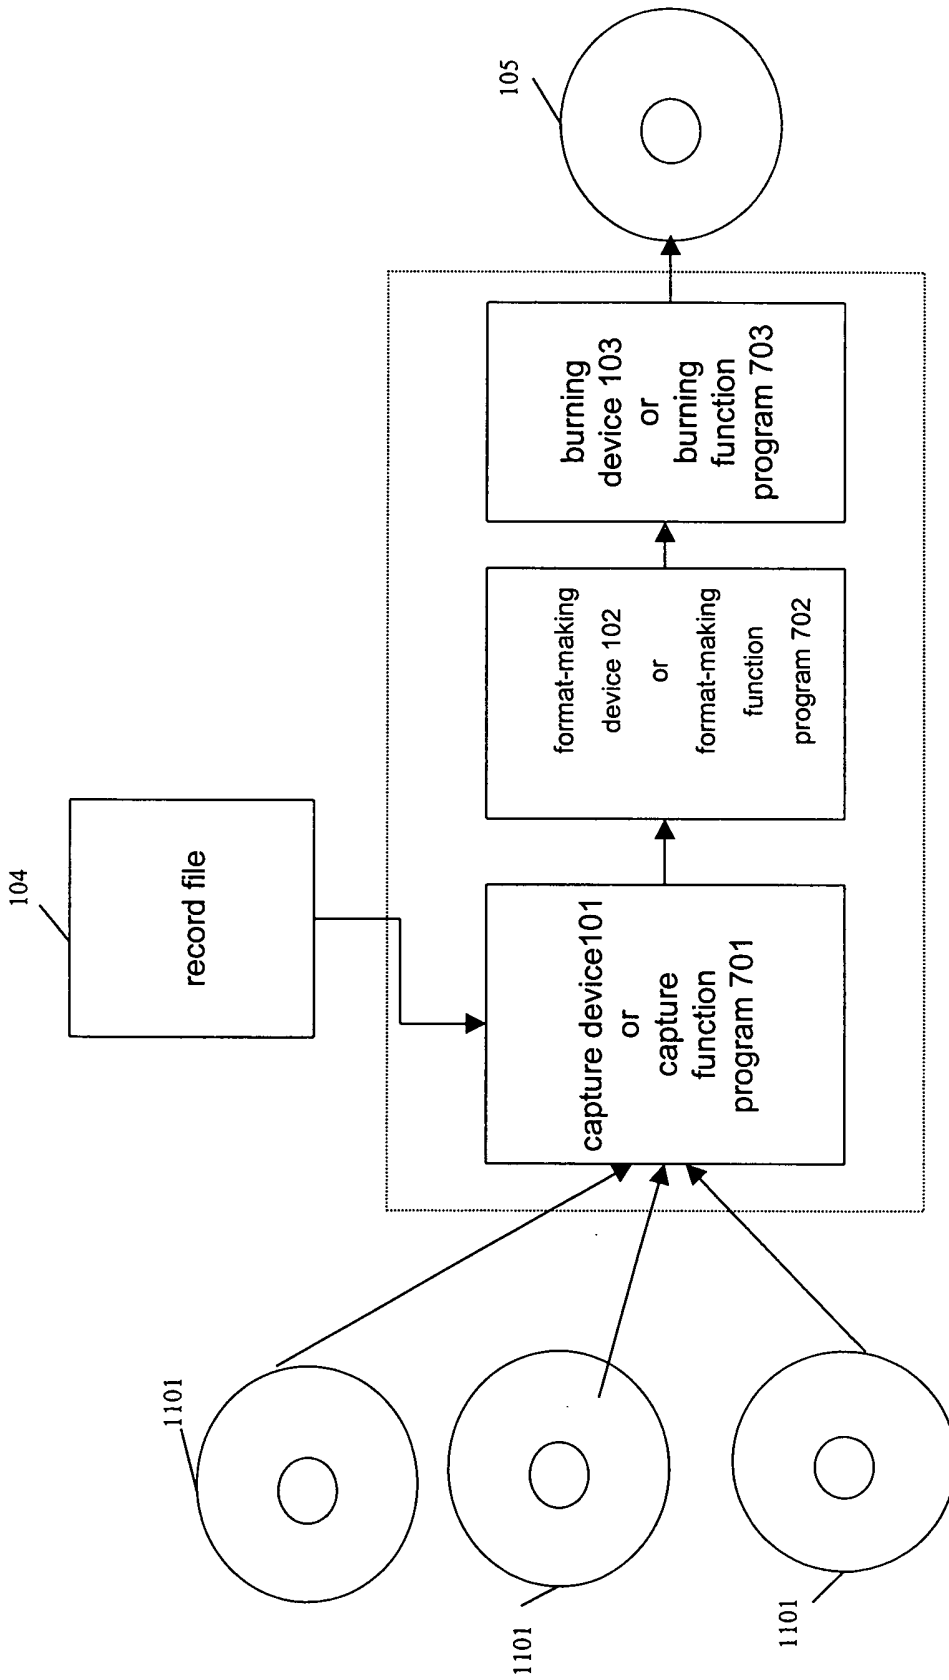 104
record file
105
capture device101
or
capture
function
program 701
format-making
device 102
or
format-making
function
program 702
burning
device 103
or
burning
function
program 703
1101
1101
1101